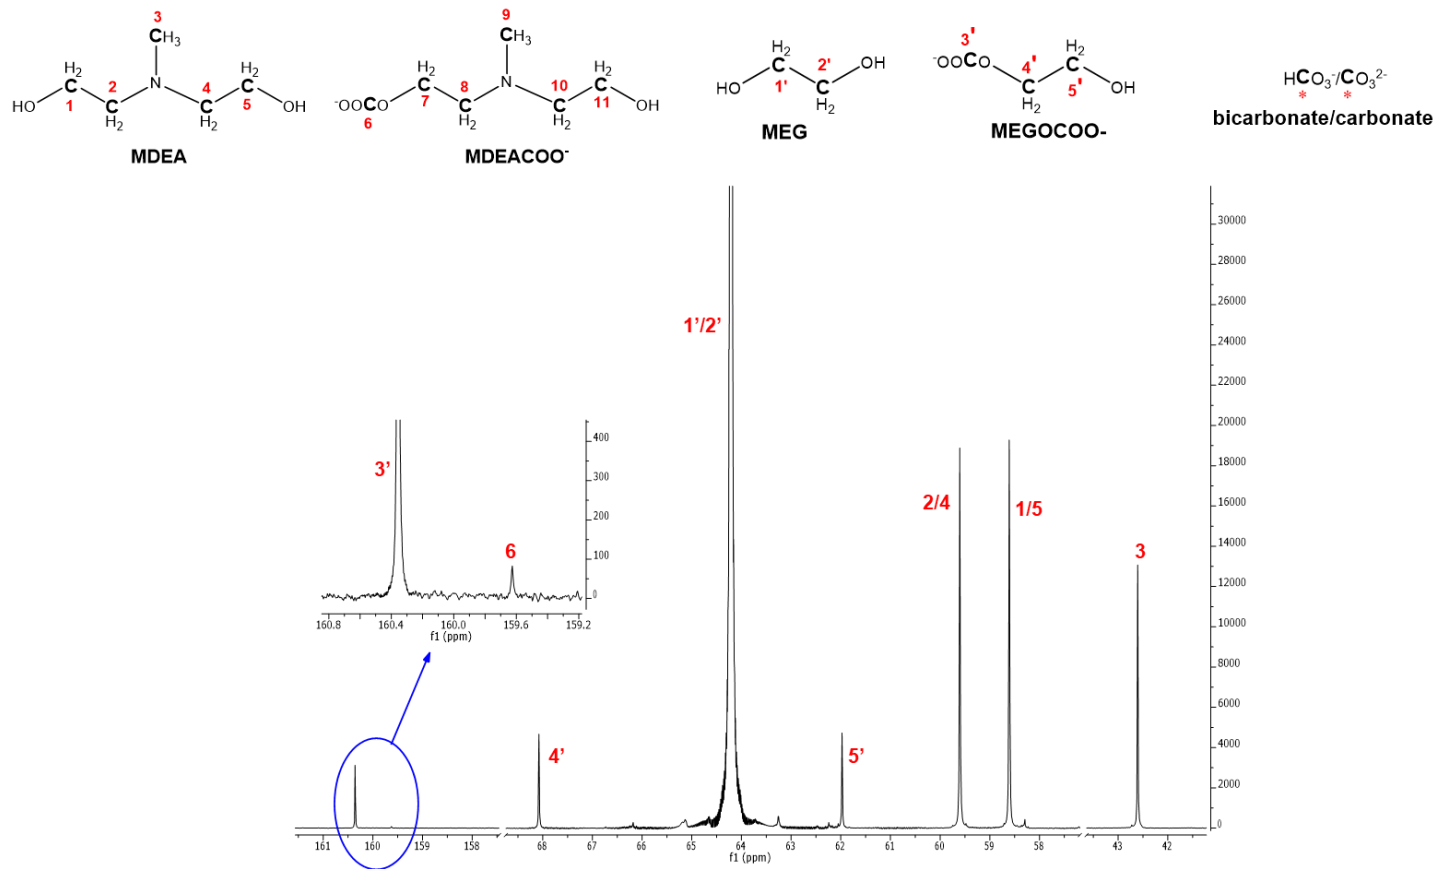 3
CH3
H2
C
HO
1
2
C
H2
N
4
C
H2
H2
C
5
OH
MDEA
9
CH3
-OOCO
6
H2
C
7
8
C
H2
N
10
C
H2
H2
C
11
OH
MDEACOO-
H2
C
HO
1'
2'
C
H2
OH
MEG
3'
-OOCO
4'
C
H2
H2
C
5'
OH
MEGOCOO-
HCO3-/CO32-
* *
bicarbonate/carbonate
30000
28000
26000
24000
22000
20000
18000
16000
14000
12000
10000
8000
6000
4000
2000
0
1'/2'
2/4
1/5
3
4'
5'
3'
6
400
300
200
100
0
160.8 160.4 160.0 159.6 159.2
f1 (ppm)
161 160 159 158 68 67 66 65 64 63 62 61 60 59 58 43 42
f1 (ppm)